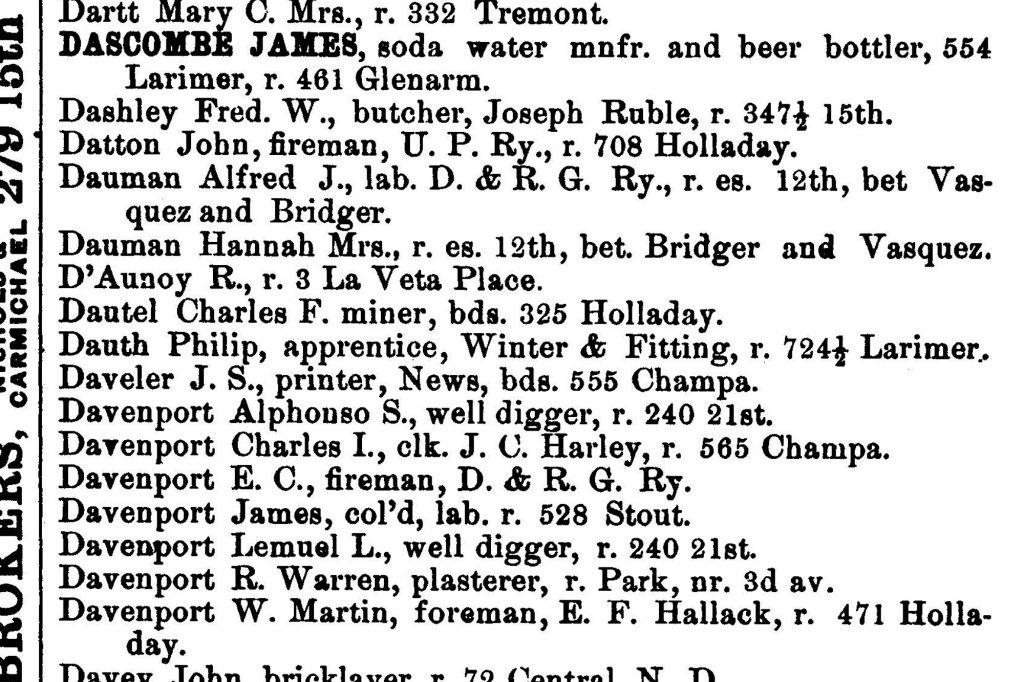 Dartt Mary C. Mrs., r. 332 Tremont.
DASCOMBE JAMES, soda water mnfr. and beer bottler, 554
Larimer, r. 461 Glenarm.
Dashley Fred. W., butcher, Joseph Ruble, r. 347½ 15th.
Datton John, fireman, U. P. Ry., r. 708 Holladay.
Dauman Alfred J., lab. D. & R. G. Ry., r. es. 12th, bet Vas-
quez and Bridger.
Dauman Hannah Mrs., r. es. 12th, bet. Bridger and Vasquez.
D'Aunoy R., r. 3 La Veta Place.
Dautel Charles F. miner, bds. 325 Holladay.
Dauth Philip, apprentice, Winter & Fitting, r. 724½ Larimer.
Daveler J. S., printer, News, bds. 555 Champa.
Davenport Alphonso S., well digger, r. 240 21st.
Davenport Charles I., clk. J. C. Harley, r. 565 Champa.
Davenport E. C., fireman, D. & R. G. Ry.
Davenport James, col'd, lab. r. 528 Stout.
Davenport Lemuel L., well digger, r. 240 21st.
Davenport R. Warren, plasterer, r. Park, nr. 3d av.
Davenport W. Martin, foreman, E. F. Hallack, r. 471 Holla-
day.
Davey John, bricklayer, r. 72 Central, N. D.
BROKERS,
CARMICHAEL 279 15th